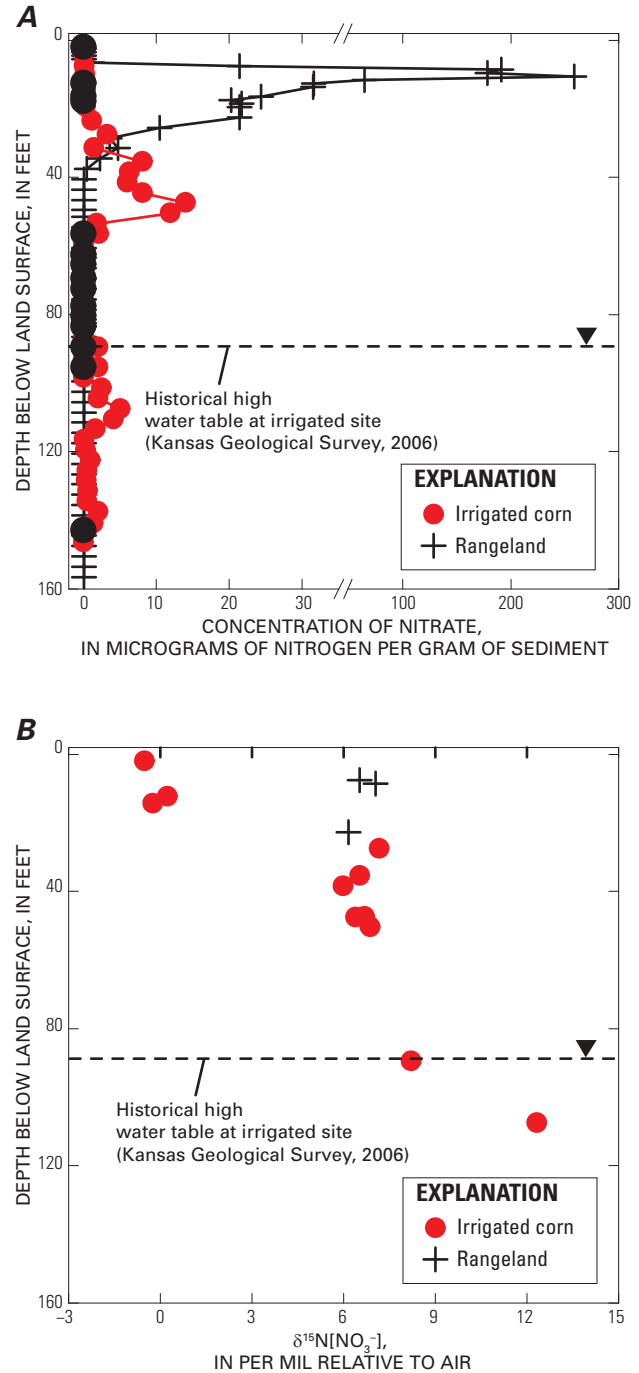 A
DEPTH BELOW LAND SURFACE, IN FEET
0
40
80
120
160
Historical high
water table at irrigated site
(Kansas Geological Survey, 2006)
EXPLANATION
Irrigated corn
Rangeland
0 10 20 30 100 200 300
CONCENTRATION OF NITRATE,
IN MICROGRAMS OF NITROGEN PER GRAM OF SEDIMENT
B
DEPTH BELOW LAND SURFACE, IN FEET
0
40
80
120
160
Historical high
water table at irrigated site
(Kansas Geological Survey, 2006)
EXPLANATION
Irrigated corn
Rangeland
–3 0 3 6 9 12 15
δ¹⁵N[NO₃⁻],
IN PER MIL RELATIVE TO AIR